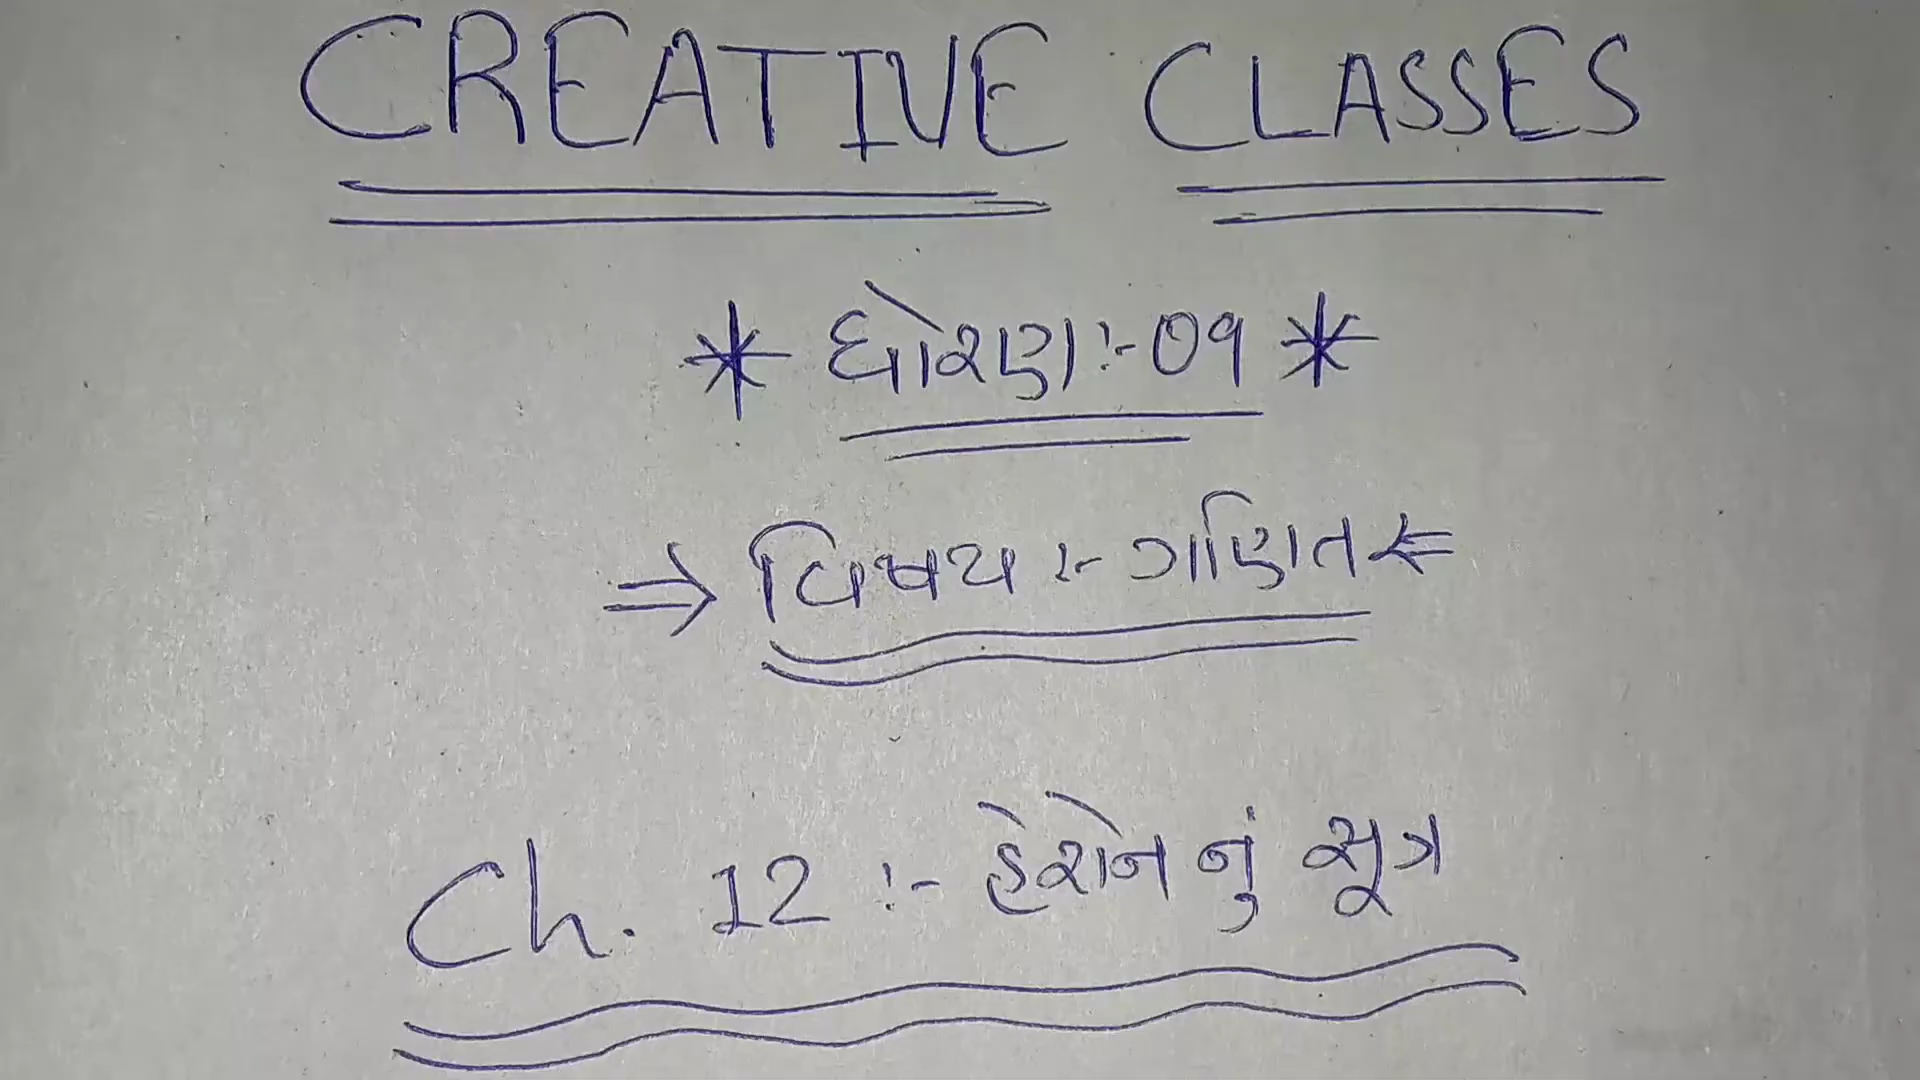 CREATIVE CLASSES
* ધોરણ :- 09 *
⇒ વિષય :- ગણિત ⇐
Ch. 12 :- હેરોન નું સૂત્ર